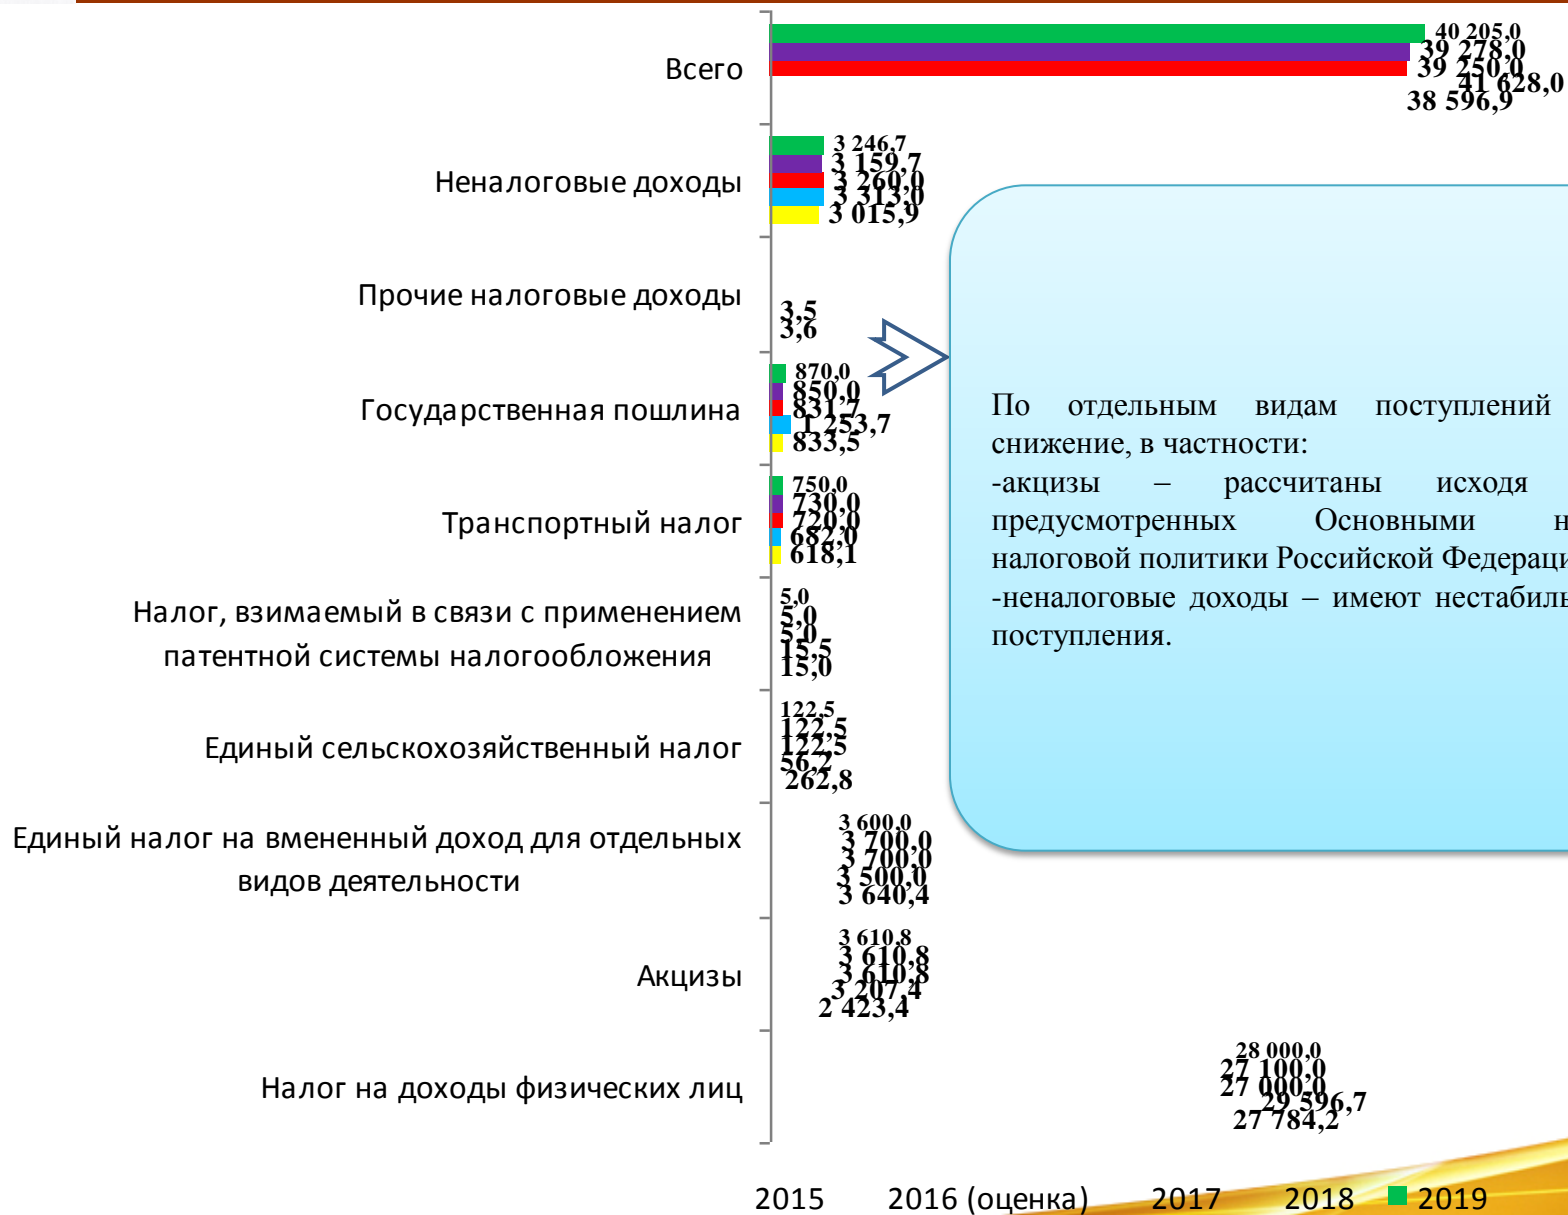 Всего
40 205,0
39 278,0
39 250,0
41 628,0
38 596,9
Неналоговые доходы
3 246,7
3 159,7
3 260,0
3 313,0
3 015,9
Прочие налоговые доходы
3,5
3,6
Государственная пошлина
870,0
850,0
831,7
1 253,7
833,5
Транспортный налог
750,0
730,0
720,0
682,0
618,1
Налог, взимаемый в связи с применением
патентной системы налогообложения
5,0
5,0
5,0
15,5
15,0
Единый сельскохозяйственный налог
122,5
122,5
122,5
56,2
262,8
Единый налог на вмененный доход для отдельных
видов деятельности
3 600,0
3 700,0
3 700,0
3 500,0
3 640,4
Акцизы
3 610,8
3 610,8
3 610,8
3 207,4
2 423,4
Налог на доходы физических лиц
28 000,0
27 100,0
27 000,0
29 596,7
27 784,2
По отдельным видам поступлений
снижение, в частности:
-акцизы – рассчитаны исходя
предусмотренных Основными
налоговой политики Российской
-неналоговые доходы – имеют
поступления.
2015 2016 (оценка) 2017 2018 2019